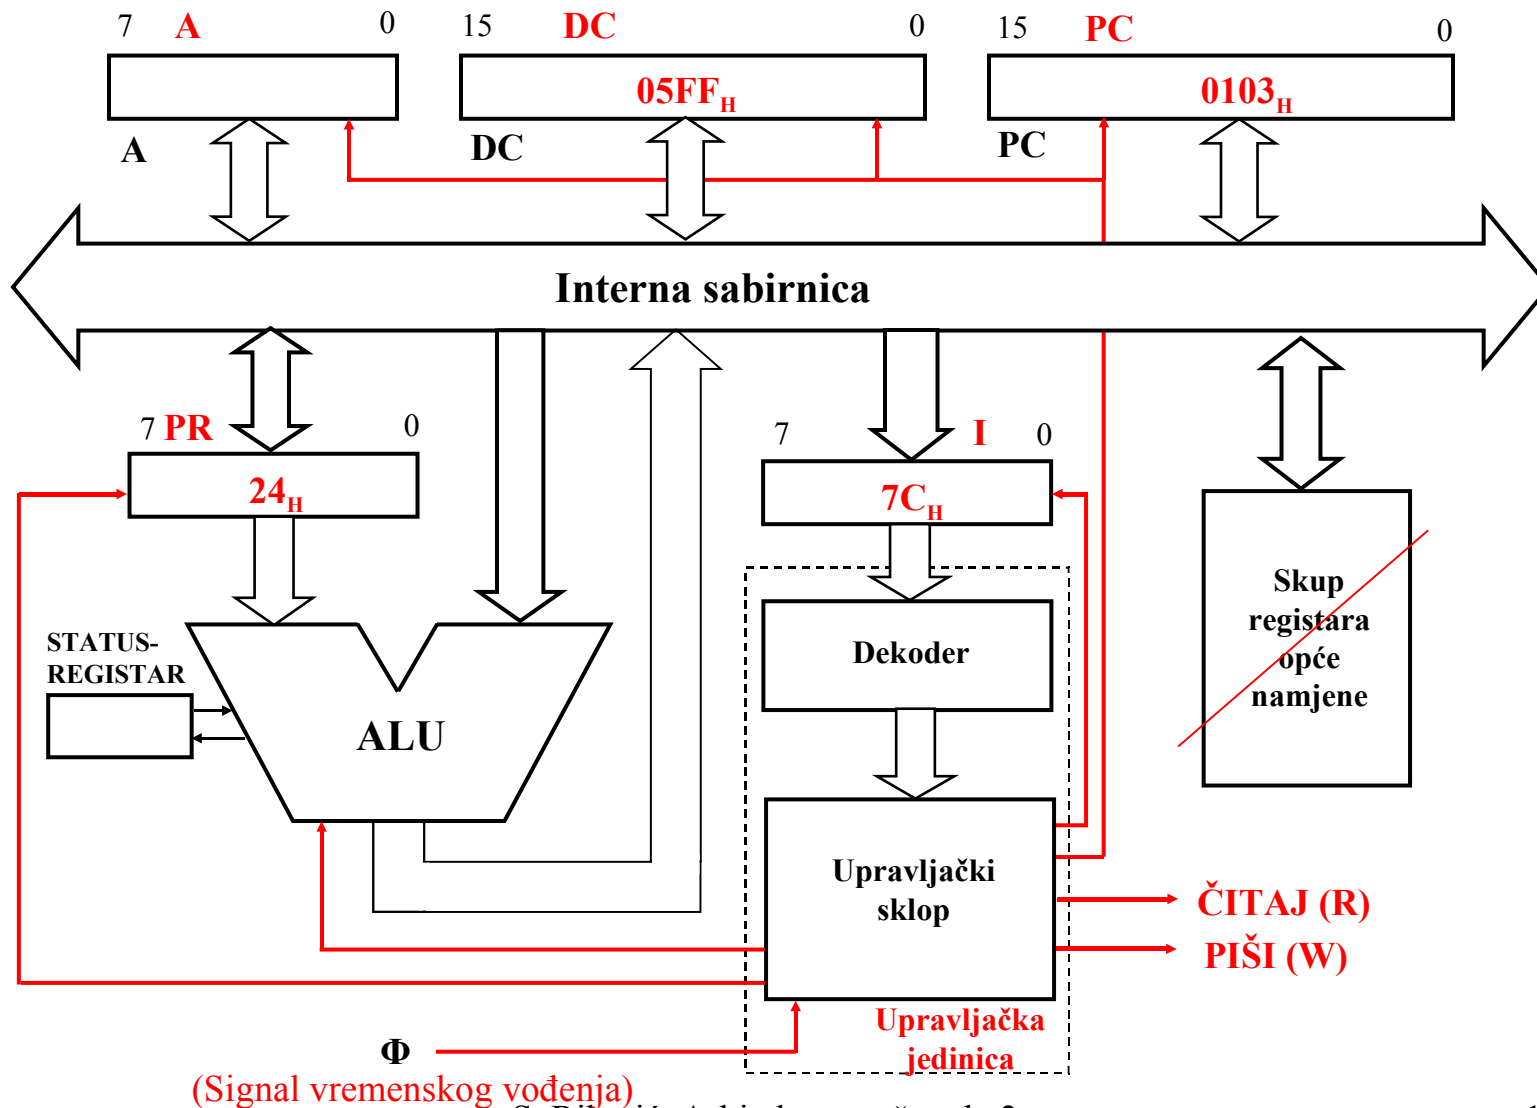 7 A 0 15 DC 0 15 PC 0
05FFH 0103H
A DC PC
Interna sabirnica
7 PR 0 7 I 0
24H 7CH
Skup
registara
opće
namjene
STATUS-
REGISTAR
Dekoder
ALU
Upravljački
sklop
ČITAJ (R)
PIŠI (W)
Upravljačka
jedinica
Φ
(Signal vremenskog vođenja)